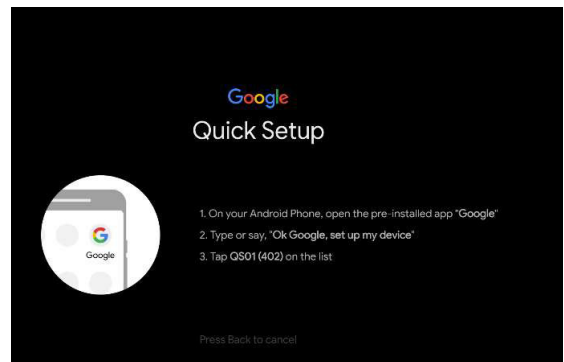 Google
Quick Setup
1. On your Android Phone, open the pre-installed app "Google"
2. Type or say, "Ok Google, set up my device"
3. Tap QS01 (402) on the list
G
Google
Press Back to cancel